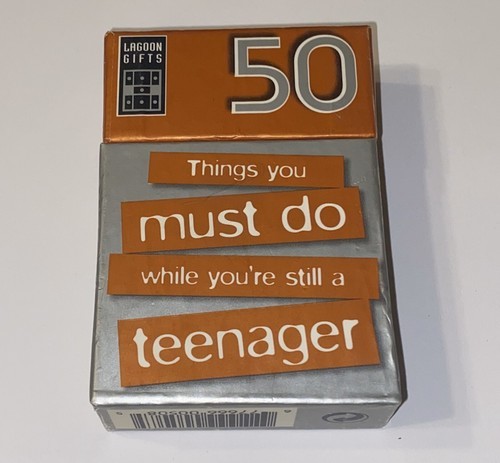 LAGOON
GIFTS
50
Things you
must do
while you're still a
teenager